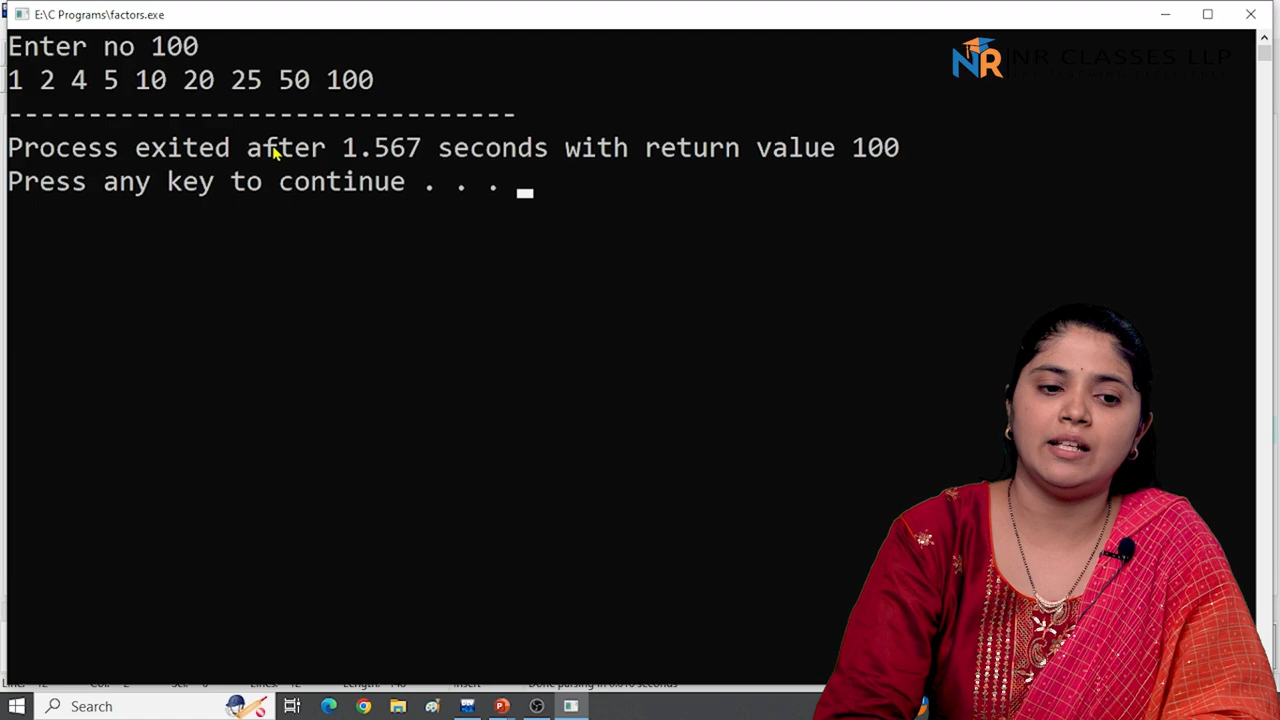 E:\C Programs\factors.exe
Enter no 100
1 2 4 5 10 20 25 50 100
--------------------------------
Process exited after 1.567 seconds with return value 100
Press any key to continue . . .
NR
NR CLASSES LLP
Search